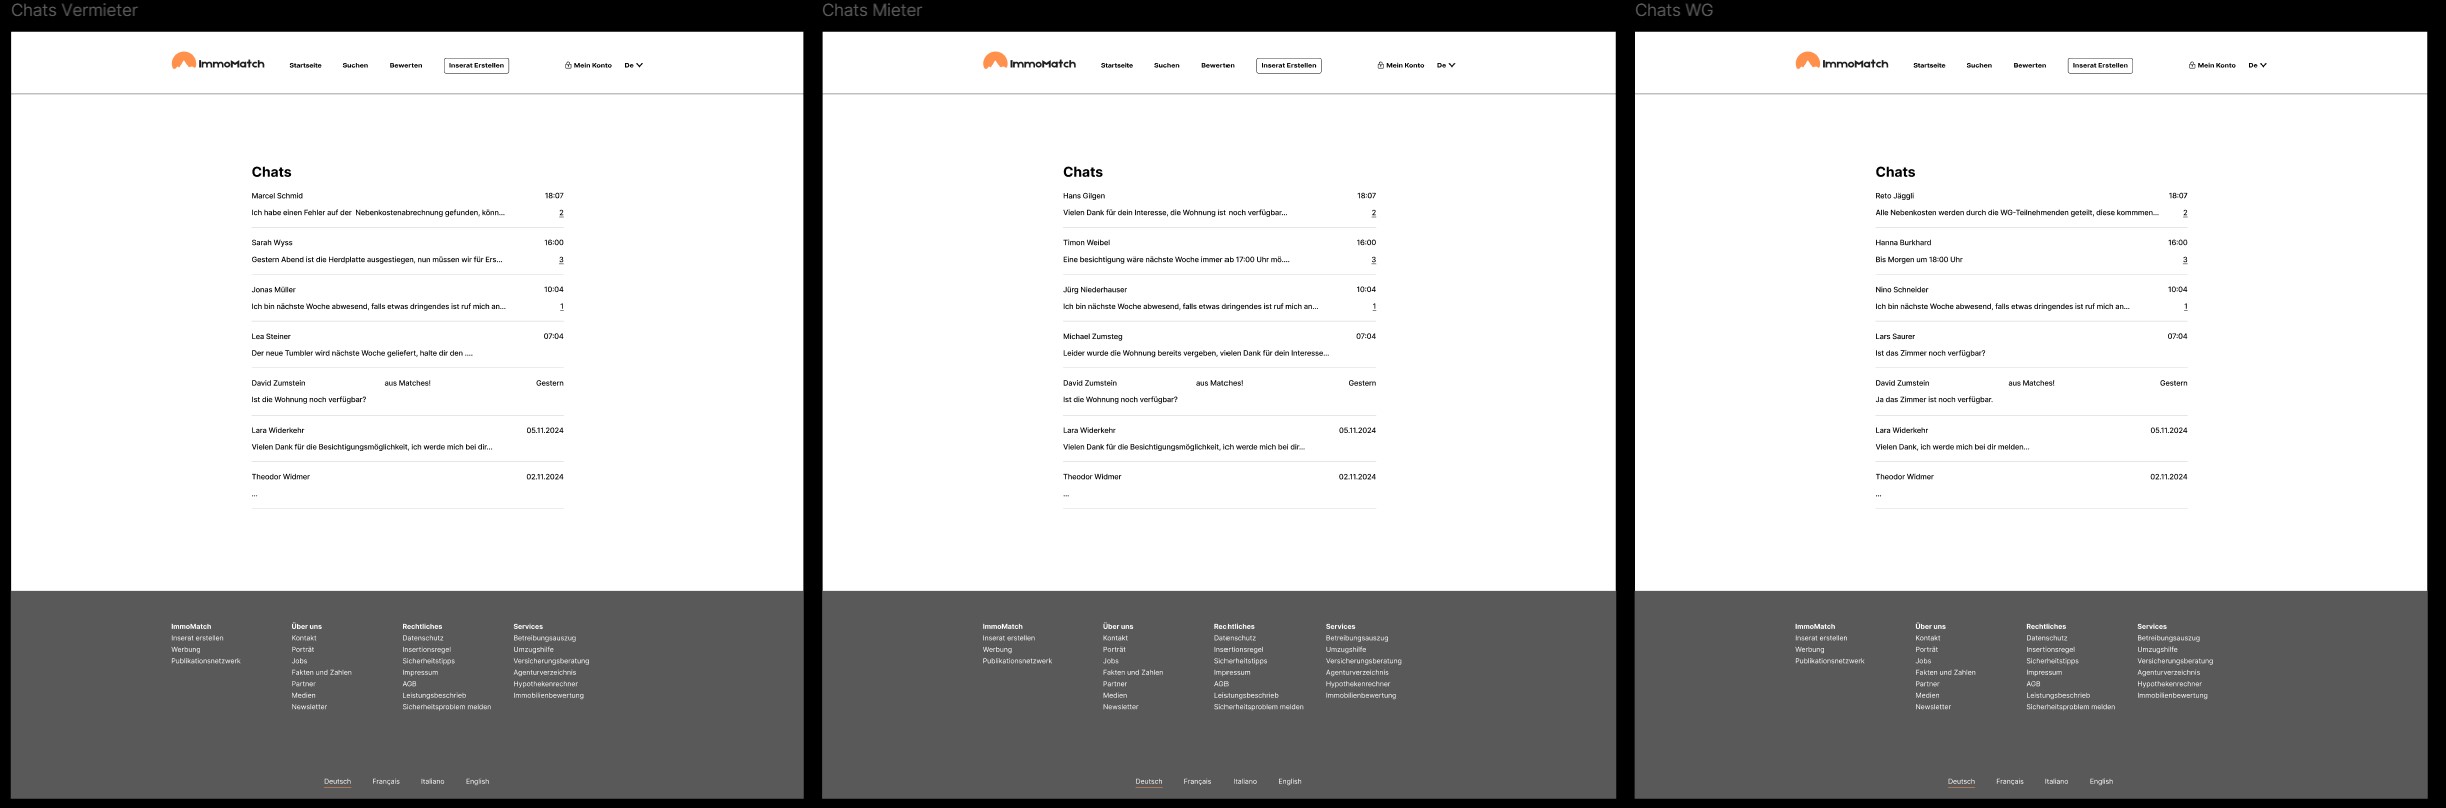 Chats Vermieter
ImmoMatch Startseite Suchen Bewerten Inserat Erstellen Mein Konto De
Chats
Marcel Schmid 18:07
Ich habe einen Fehler auf der Nebenkostenabrechnung gefunden, könn... 2
Sarah Wyss 16:00
Gestern Abend ist die Herdplatte ausgestiegen, nun müssen wir für Ers... 3
Jonas Müller 10:04
Ich bin nächste Woche abwesend, falls etwas dringendes ist ruf mich an... 1
Lea Steiner 07:04
Der neue Tumbler wird nächste Woche geliefert, halte dir den ....
David Zumstein aus Matches! Gestern
Ist die Wohnung noch verfügbar?
Lara Widerkehr 05.11.2024
Vielen Dank für die Besichtigungsmöglichkeit, ich werde mich bei dir...
Theodor Widmer 02.11.2024
...
ImmoMatch Über uns Rechtliches Services
Inserat erstellen Kontakt Datenschutz Betreibungsauszug
Werbung Porträt Insertionsregel Umzugshilfe
Publikationsnetzwerk Jobs Sicherheitstipps Versicherungsberatung
Fakten und Zahlen Impressum Agenturverzeichnis
Partner AGB Hypothekenrechner
Medien Leistungsbeschrieb Immobilienbewertung
Newsletter Sicherheitsproblem melden
Deutsch Français Italiano English
Chats Mieter
ImmoMatch Startseite Suchen Bewerten Inserat Erstellen Mein Konto De
Chats
Hans Gilgen 18:07
Vielen Dank für dein Interesse, die Wohnung ist noch verfügbar... 2
Timon Weibel 16:00
Eine besichtigung wäre nächste Woche immer ab 17:00 Uhr mö.... 3
Jürg Niederhauser 10:04
Ich bin nächste Woche abwesend, falls etwas dringendes ist ruf mich an... 1
Michael Zumsteg 07:04
Leider wurde die Wohnung bereits vergeben, vielen Dank für dein Interesse...
David Zumstein aus Matches! Gestern
Ist die Wohnung noch verfügbar?
Lara Widerkehr 05.11.2024
Vielen Dank für die Besichtigungsmöglichkeit, ich werde mich bei dir...
Theodor Widmer 02.11.2024
...
ImmoMatch Über uns Rechtliches Services
Inserat erstellen Kontakt Datenschutz Betreibungsauszug
Werbung Porträt Insertionsregel Umzugshilfe
Publikationsnetzwerk Jobs Sicherheitstipps Versicherungsberatung
Fakten und Zahlen Impressum Agenturverzeichnis
Partner AGB Hypothekenrechner
Medien Leistungsbeschrieb Immobilienbewertung
Newsletter Sicherheitsproblem melden
Deutsch Français Italiano English
Chats WG
ImmoMatch Startseite Suchen Bewerten Inserat Erstellen Mein Konto De
Chats
Reto Jäggli 18:07
Alle Nebenkosten werden durch die WG-Teilnehmenden geteilt, diese kommmen... 2
Hanna Burkhard 16:00
Bis Morgen um 18:00 Uhr 3
Nino Schneider 10:04
Ich bin nächste Woche abwesend, falls etwas dringendes ist ruf mich an... 1
Lars Saurer 07:04
Ist das Zimmer noch verfügbar?
David Zumstein aus Matches! Gestern
Ja das Zimmer ist noch verfügbar.
Lara Widerkehr 05.11.2024
Vielen Dank, ich werde mich bei dir melden...
Theodor Widmer 02.11.2024
...
ImmoMatch Über uns Rechtliches Services
Inserat erstellen Kontakt Datenschutz Betreibungsauszug
Werbung Porträt Insertionsregel Umzugshilfe
Publikationsnetzwerk Jobs Sicherheitstipps Versicherungsberatung
Fakten und Zahlen Impressum Agenturverzeichnis
Partner AGB Hypothekenrechner
Medien Leistungsbeschrieb Immobilienbewertung
Newsletter Sicherheitsproblem melden
Deutsch Français Italiano English